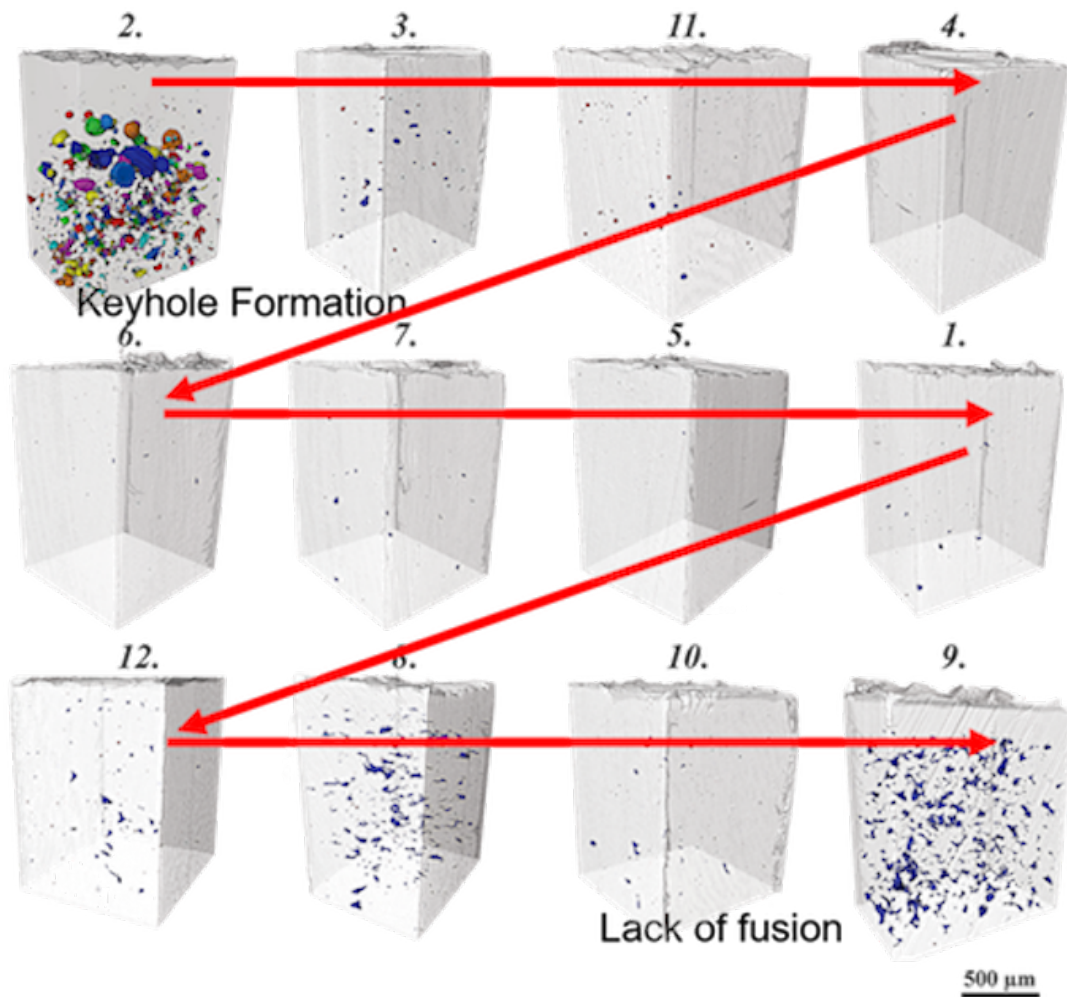 2. 3. 11. 4.
Keyhole Formation
6. 7. 5. 1.
12. 8. 10. 9.
Lack of fusion
500 µm